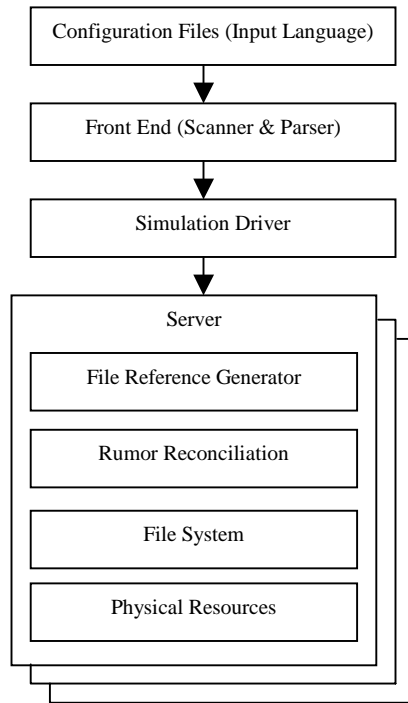 Configuration Files (Input Language)
Front End (Scanner & Parser)
Simulation Driver
Server
File Reference Generator
Rumor Reconciliation
File System
Physical Resources